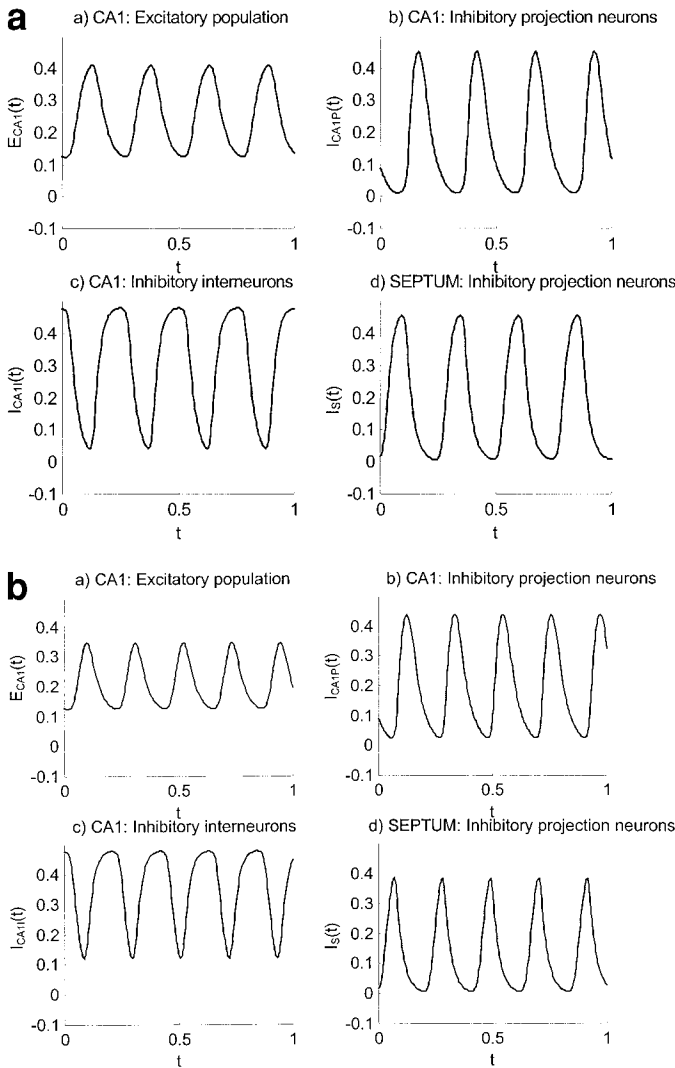 a
a) CA1: Excitatory population
b) CA1: Inhibitory projection neurons
0.4
0.3
0.2
0.1
0
-0.1
E_CA1(t)
0
0.5
1
t
0.4
0.3
0.2
0.1
0
-0.1
I_CA1P(t)
0
0.5
1
t
c) CA1: Inhibitory interneurons
d) SEPTUM: Inhibitory projection neurons
0.4
0.3
0.2
0.1
0
-0.1
I_CA1I(t)
0
0.5
1
t
0.4
0.3
0.2
0.1
0
-0.1
I_S(t)
0
0.5
1
t
b
a) CA1: Excitatory population
b) CA1: Inhibitory projection neurons
0.4
0.3
0.2
0.1
0
-0.1
E_CA1(t)
0
0.5
1
t
0.4
0.3
0.2
0.1
0
-0.1
I_CA1P(t)
0
0.5
1
t
c) CA1: Inhibitory interneurons
d) SEPTUM: Inhibitory projection neurons
0.4
0.3
0.2
0.1
0
-0.1
I_CA1I(t)
0
0.5
1
t
0.4
0.3
0.2
0.1
0
-0.1
I_S(t)
0
0.5
1
t